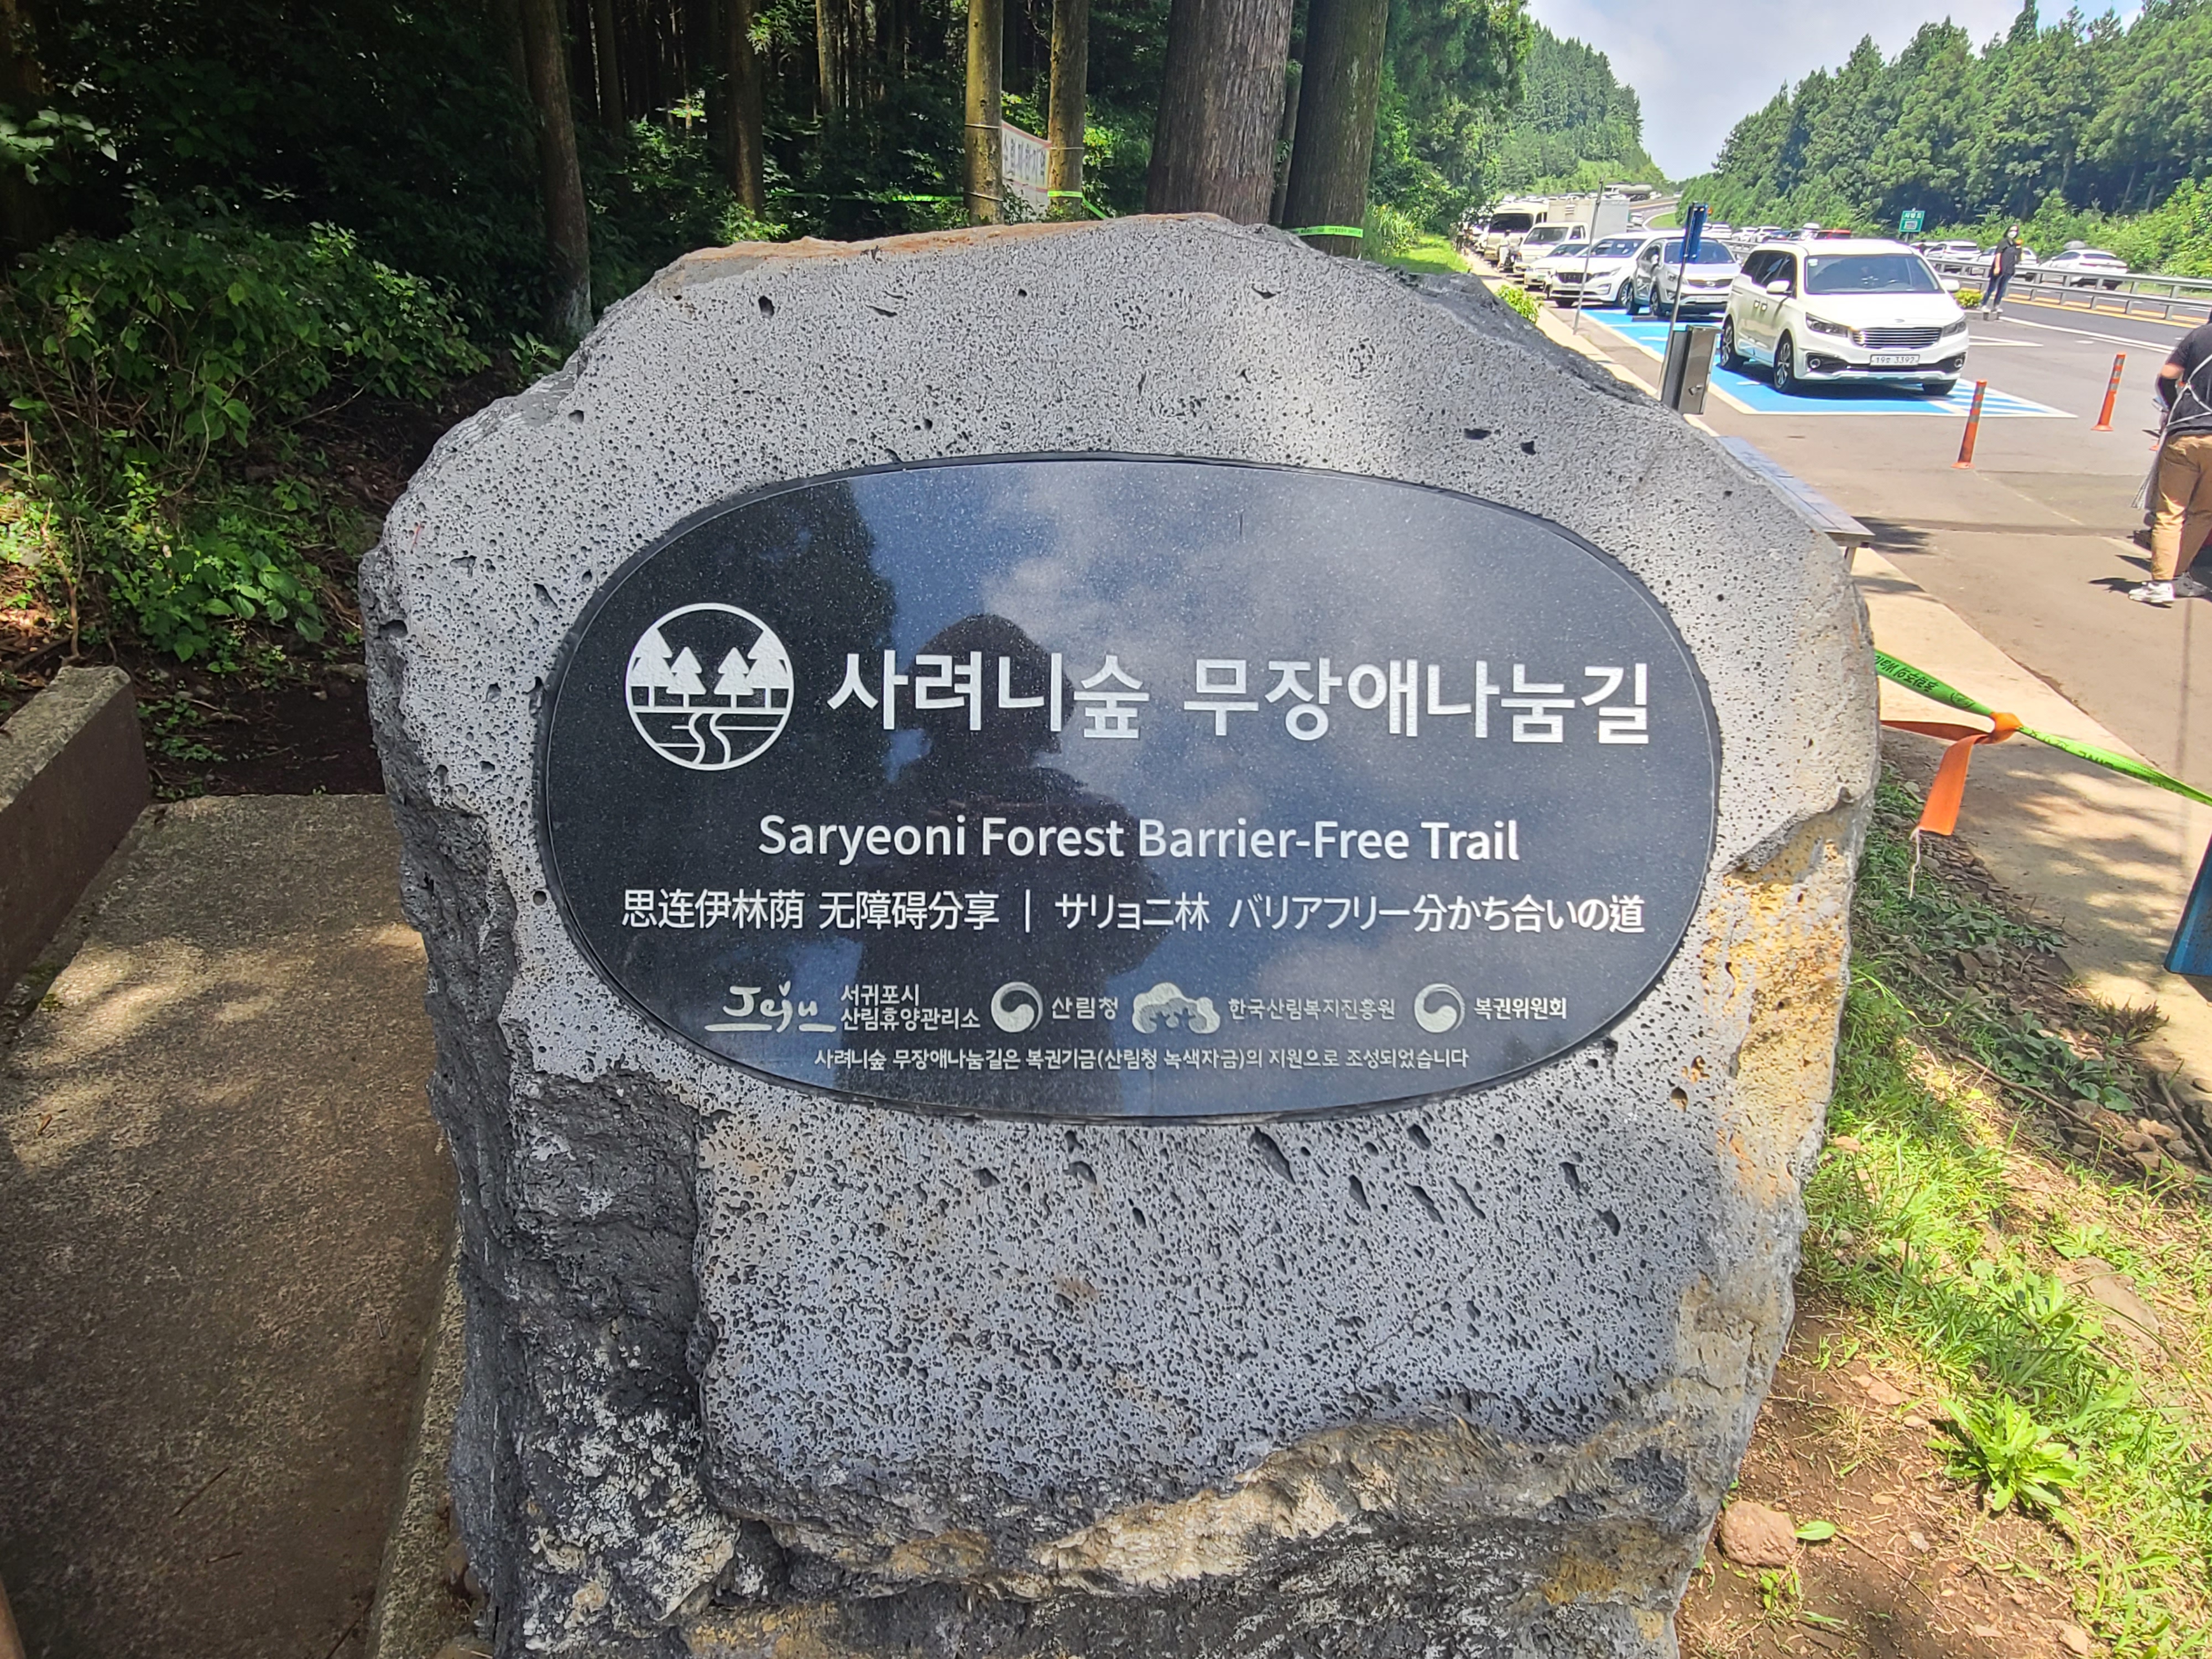 사려니숲 무장애나눔길
Saryeoni Forest Barrier-Free Trail
思连伊林荫 无障碍分享 | サリョニ林 バリアフリー分かち合いの道
Jeju 서귀포시 산림휴양관리소 산림청 한국산림복지진흥원 복권위원회
사려니숲 무장애나눔길은 복권기금(산림청 녹색자금)의 지원으로 조성되었습니다